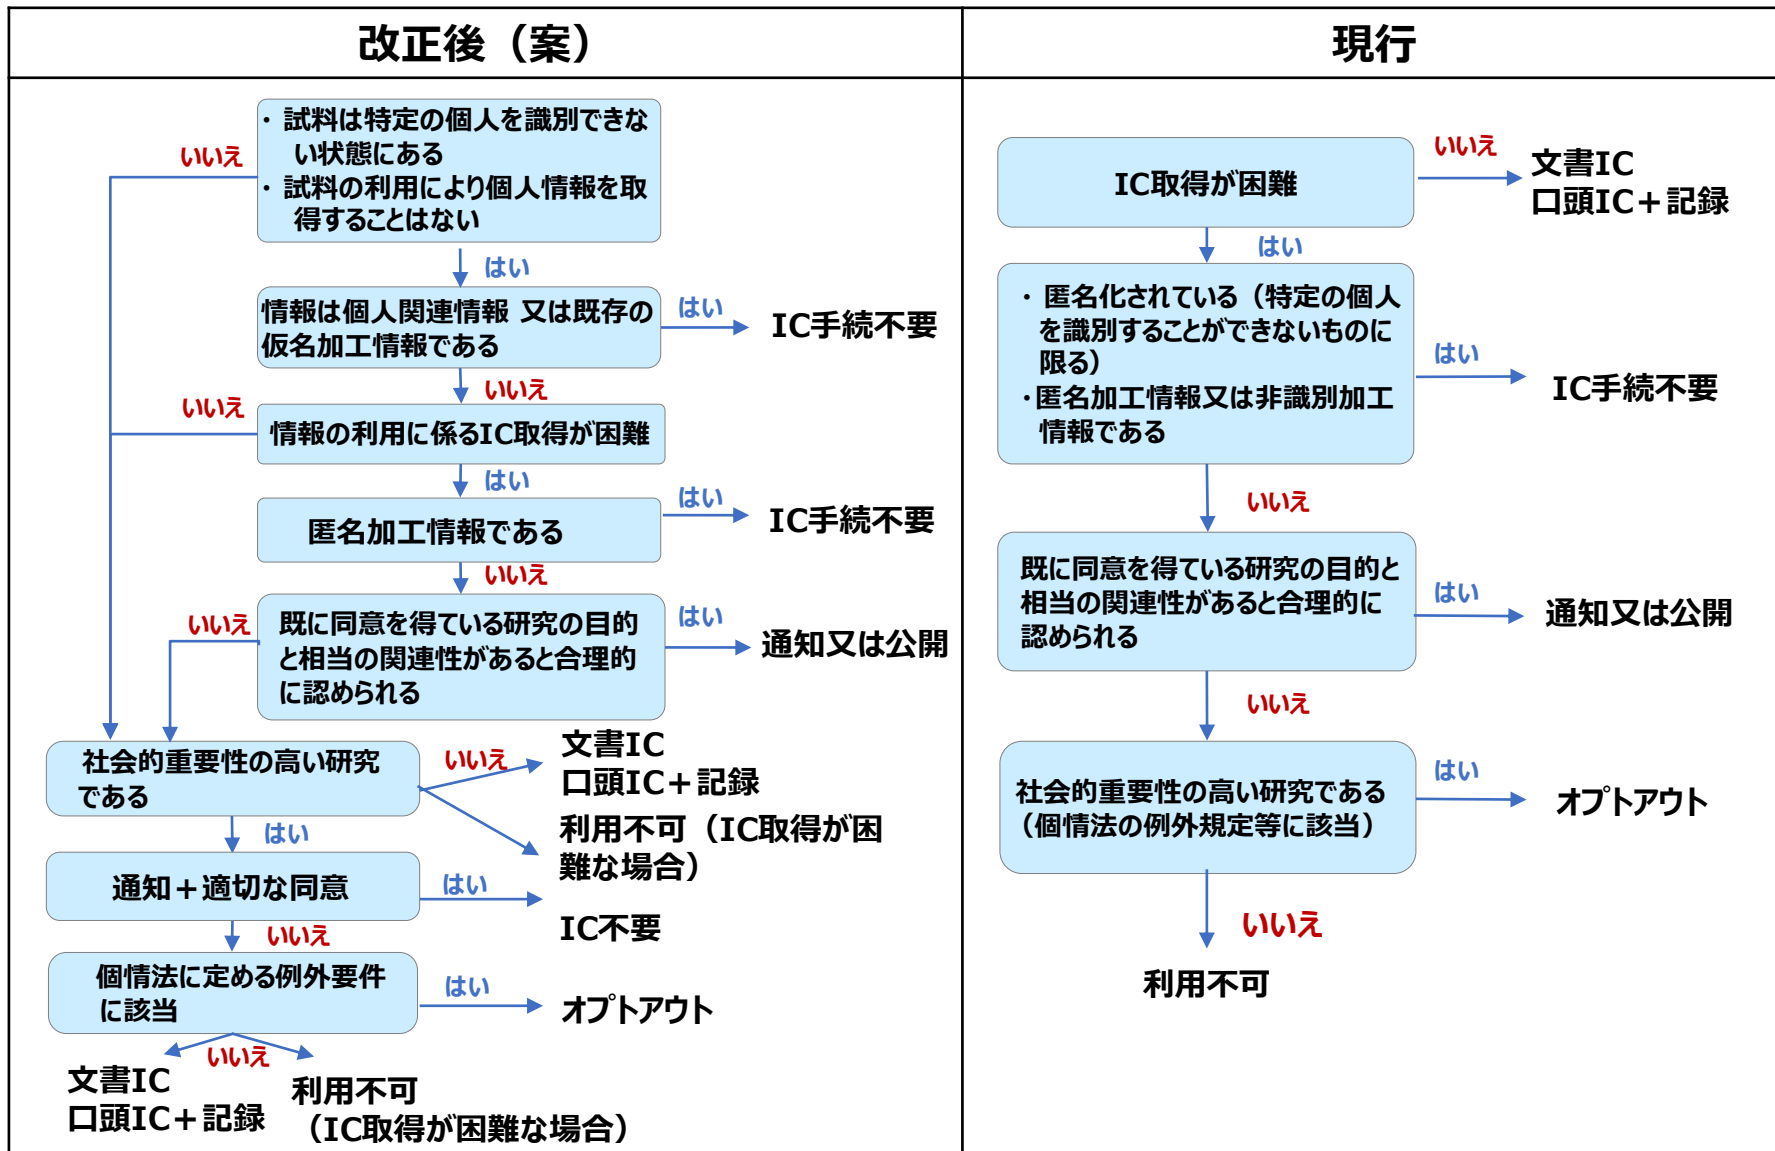 改正後（案）
・ 試料は特定の個人を識別できな
い状態にある
・ 試料の利用により個人情報を取
得することはない
いいえ
はい
情報は個人関連情報 又は既存の
仮名加工情報である
はい
IC手続不要
いいえ
いいえ
情報の利用に係るIC取得が困難
はい
匿名加工情報である
はい
IC手続不要
いいえ
既に同意を得ている研究の目的
と相当の関連性があると合理的
に認められる
いいえ
はい
通知又は公開
社会的重要性の高い研究
である
いいえ
文書IC
口頭IC＋記録
利用不可（IC取得が困
難な場合）
はい
通知＋適切な同意
はい
IC不要
いいえ
個情法に定める例外要件
に該当
はい
オプトアウト
いいえ
文書IC
口頭IC＋記録
利用不可
（IC取得が困難な場合）
現行
IC取得が困難
いいえ
文書IC
口頭IC＋記録
はい
・ 匿名化されている（特定の個人
を識別することができないものに
限る）
・匿名加工情報又は非識別加工
情報である
はい
IC手続不要
いいえ
既に同意を得ている研究の目的と
相当の関連性があると合理的に
認められる
はい
通知又は公開
いいえ
社会的重要性の高い研究である
（個情法の例外規定等に該当）
はい
オプトアウト
いいえ
利用不可